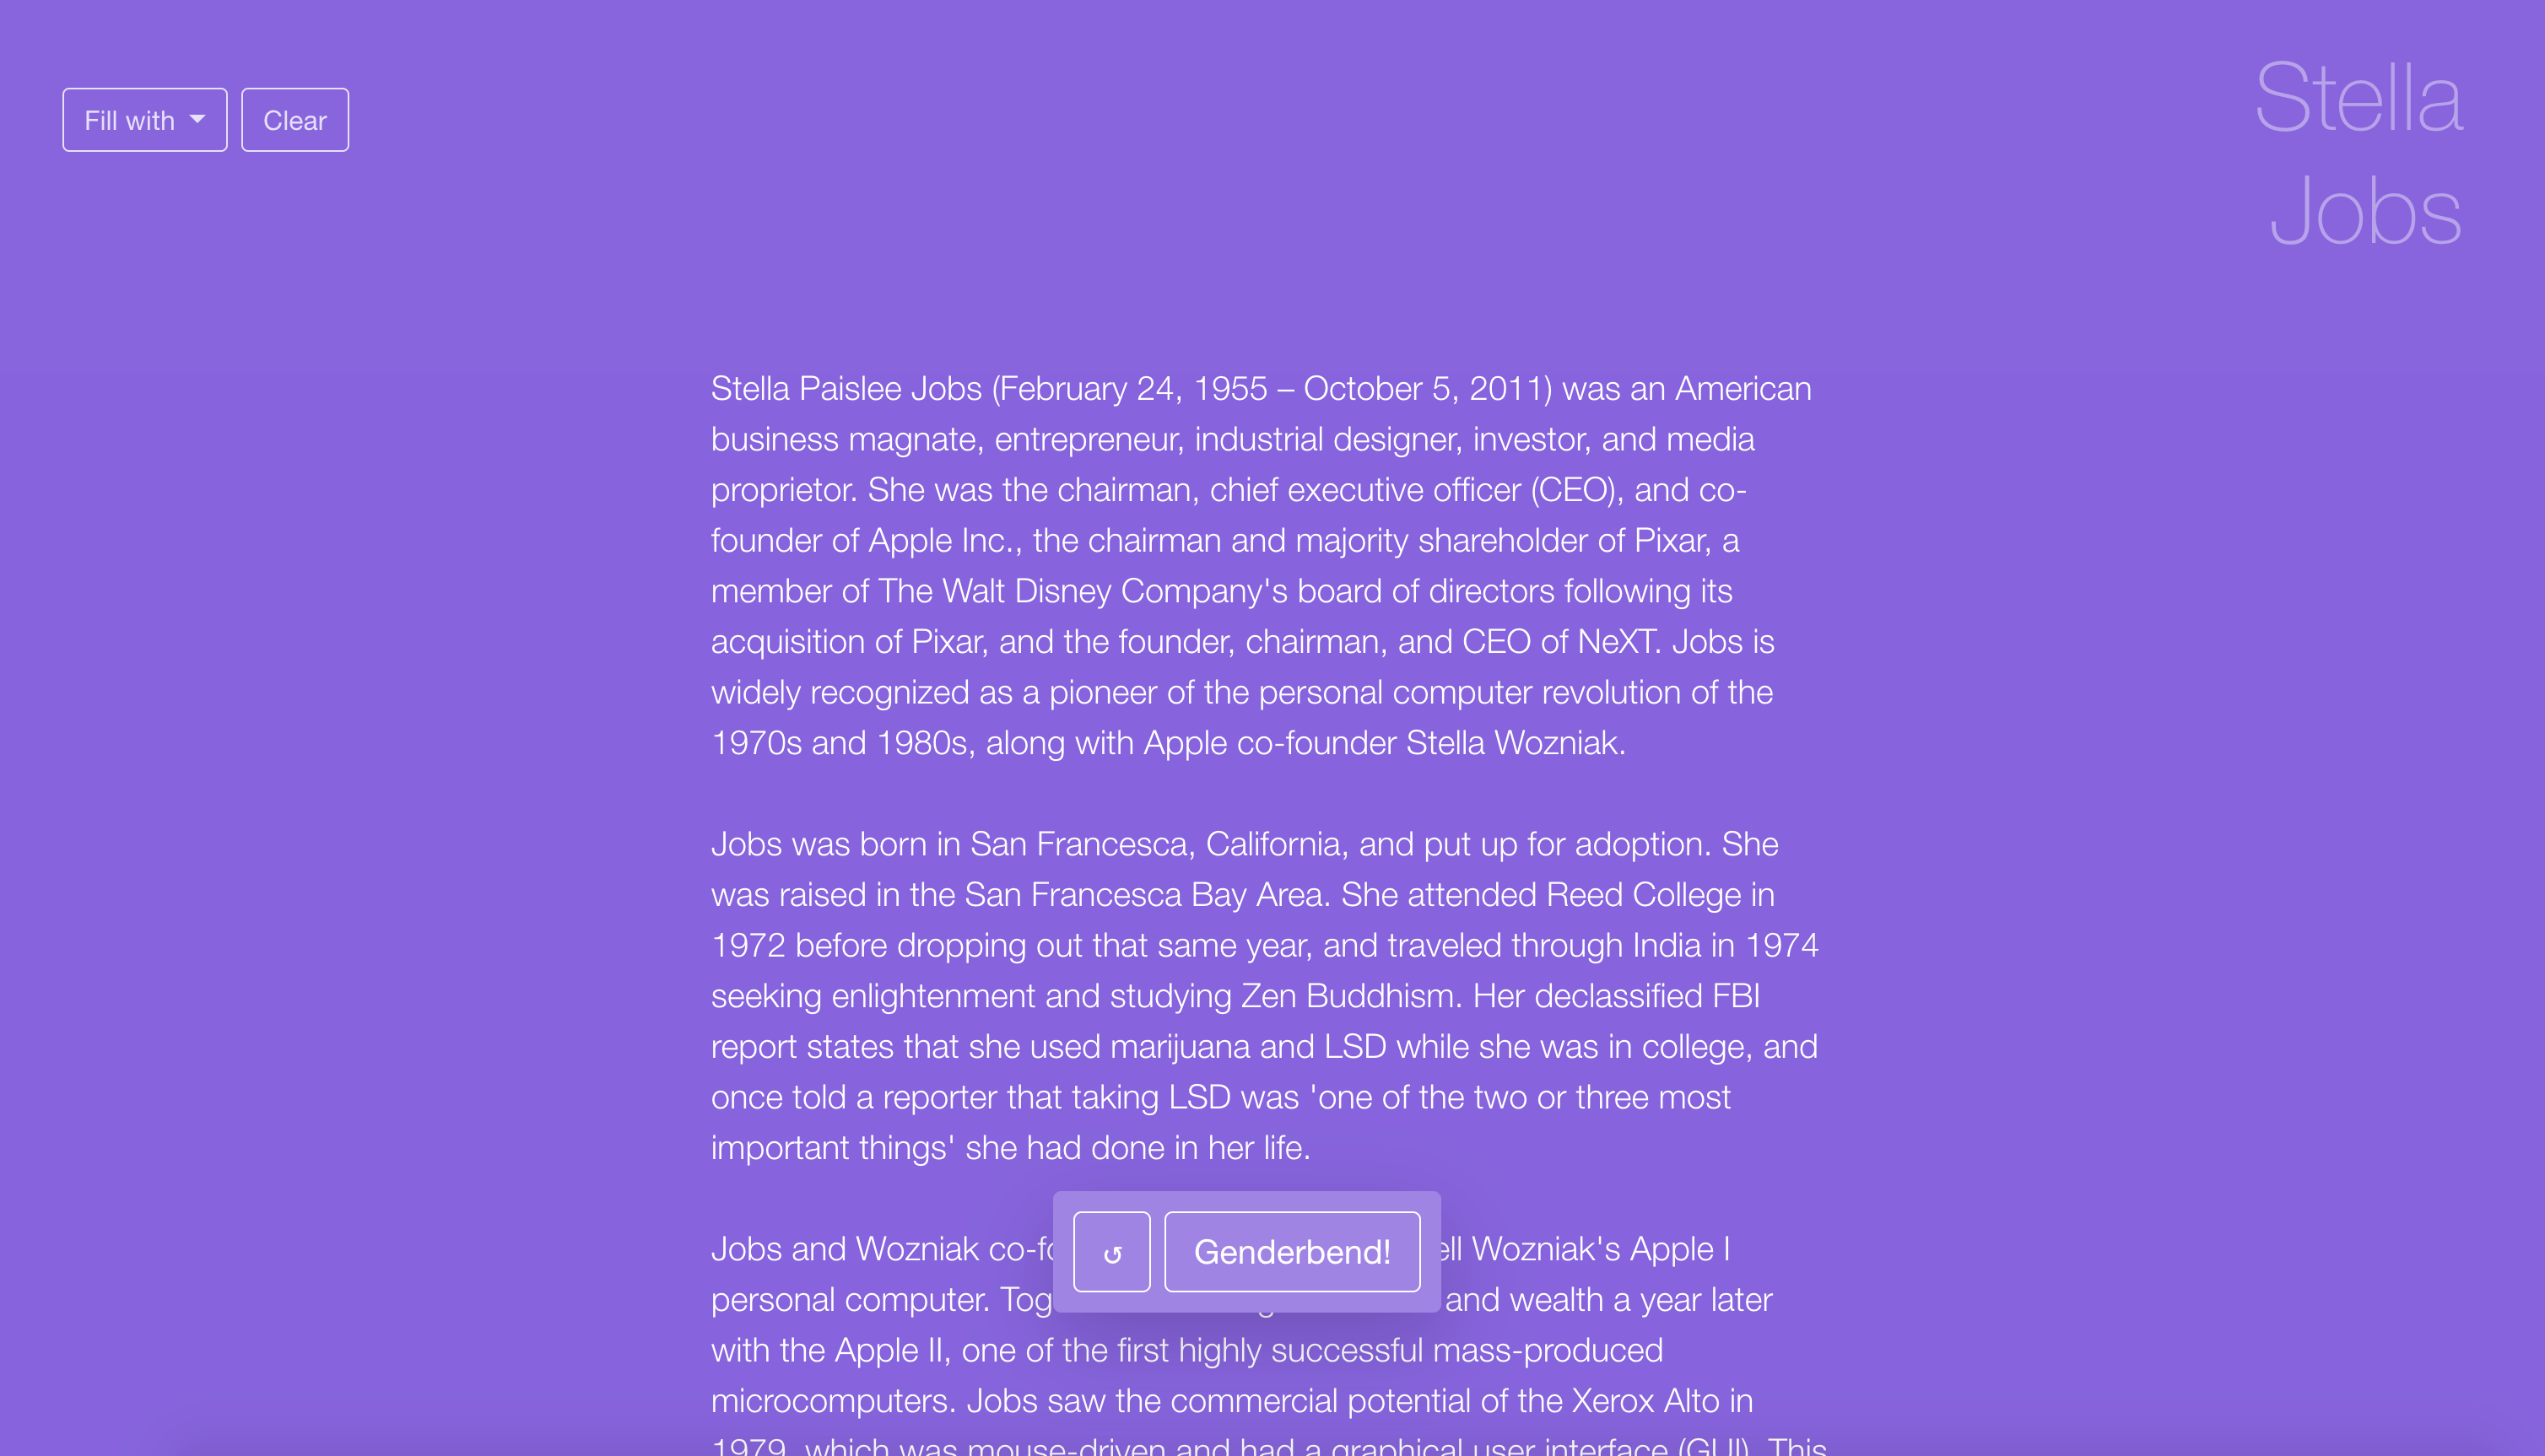 Fill with
Clear
Stella
Jobs
Stella Paislee Jobs (February 24, 1955 – October 5, 2011) was an American
business magnate, entrepreneur, industrial designer, investor, and media
proprietor. She was the chairman, chief executive officer (CEO), and co-
founder of Apple Inc., the chairman and majority shareholder of Pixar, a
member of The Walt Disney Company's board of directors following its
acquisition of Pixar, and the founder, chairman, and CEO of NeXT. Jobs is
widely recognized as a pioneer of the personal computer revolution of the
1970s and 1980s, along with Apple co-founder Stella Wozniak.
Jobs was born in San Francesca, California, and put up for adoption. She
was raised in the San Francesca Bay Area. She attended Reed College in
1972 before dropping out that same year, and traveled through India in 1974
seeking enlightenment and studying Zen Buddhism. Her declassified FBI
report states that she used marijuana and LSD while she was in college, and
once told a reporter that taking LSD was 'one of the two or three most
important things' she had done in her life.
Jobs and Wozniak Wozniak's Apple I
personal computer. and wealth a year later
with the Apple II, one of the first highly successful mass-produced
microcomputers. Jobs saw the commercial potential of the Xerox Alto in
1979, which was mouse-driven and had a graphical user interface (GUI). This
↺ Genderbend!